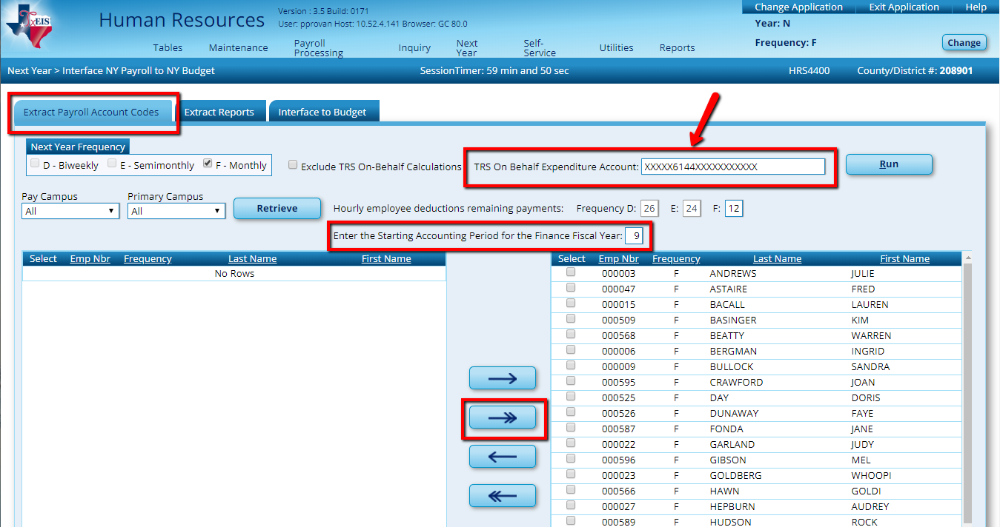 TxEIS
Human Resources
Version : 3.5 Build: 0171
User: pprovan Host: 10.52.4.141 Browser: GC 80.0
Change Application Exit Application Help
Year: N
Frequency: F
Change
Tables Maintenance Payroll Processing Inquiry Next Year Self-Service Utilities Reports
Next Year > Interface NY Payroll to NY Budget SessionTimer: 59 min and 50 sec HRS4400 County/District #: 208901
Extract Payroll Account Codes Extract Reports Interface to Budget
Next Year Frequency
D - Biweekly E - Semimonthly F - Monthly Exclude TRS On-Behalf Calculations TRS On Behalf Expenditure Account: XXXXX6144XXXXXXXXXXX Run
Pay Campus Primary Campus
All All Retrieve Hourly employee deductions remaining payments: Frequency D: 26 E: 24 F: 12
Enter the Starting Accounting Period for the Finance Fiscal Year: 9
Select Emp Nbr Frequency Last Name First Name
No Rows
Select Emp Nbr Frequency Last Name First Name
000003 F ANDREWS JULIE
000047 F ASTAIRE FRED
000015 F BACALL LAUREN
000509 F BASINGER KIM
000568 F BEATTY WARREN
000006 F BERGMAN INGRID
000009 F BULLOCK SANDRA
000595 F CRAWFORD JOAN
000525 F DAY DORIS
000526 F DUNAWAY FAYE
000587 F FONDA JANE
000022 F GARLAND JUDY
000596 F GIBSON MEL
000023 F GOLDBERG WHOOPI
000566 F HAWN GOLDI
000027 F HEPBURN AUDREY
000589 F HUDSON ROCK